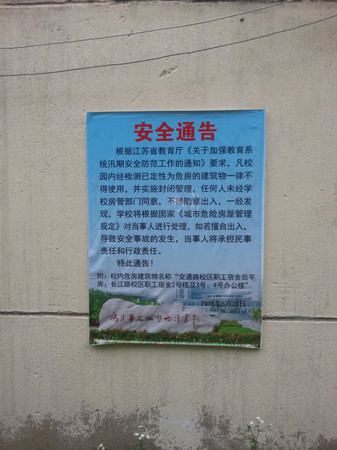 安全通告
根据江苏省教育厅《关于加强教育系
统汛期安全防范工作的通知》要求，凡校
园内经检测已定性为危房的建筑物一律不
得使用，并实施封闭管理，任何人未经学
校房管部门同意，不得随意出入，一经发
现，学校将根据国家《城市危险房屋管理
规定》对当事人进行处理，如若擅自出入，
导致安全事故的发生，当事人将承担民事
责任和行政责任。
特此通告！
附：校内危房建筑物名称“交通路校区职工宿舍后平
房；长江路校区职工宿舍2号楼及3号、4号办公楼”